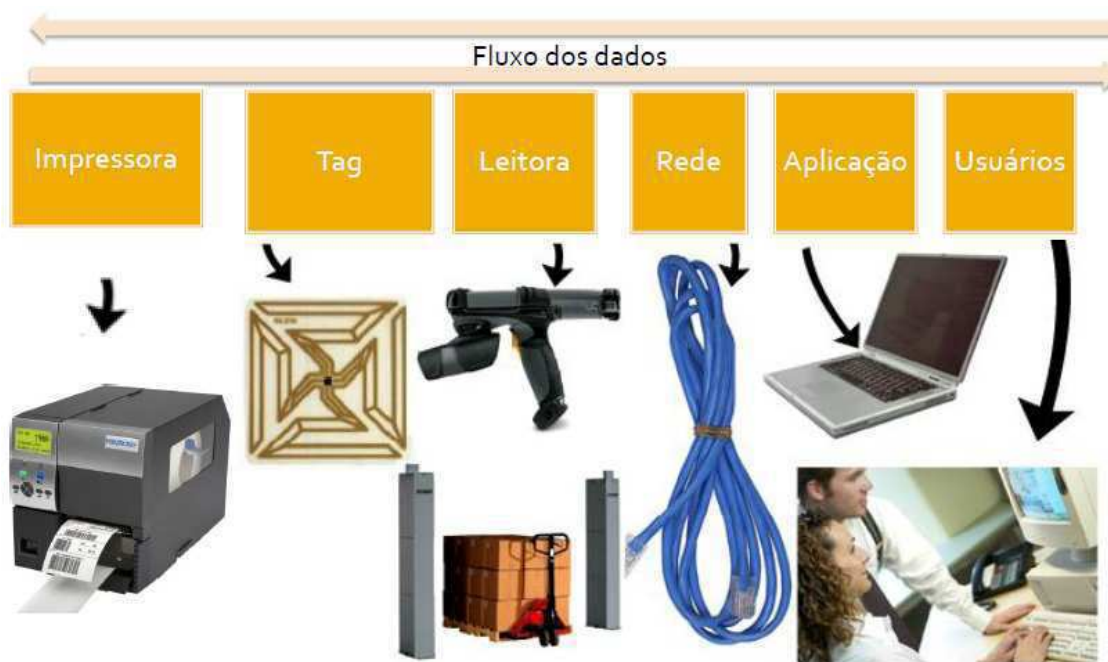 Fluxo dos dados
Impressora
Tag
Leitora
Rede
Aplicação
Usuários